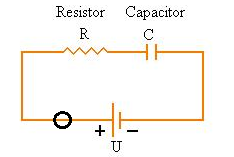 Resistor Capacitor
R C
+ −
U